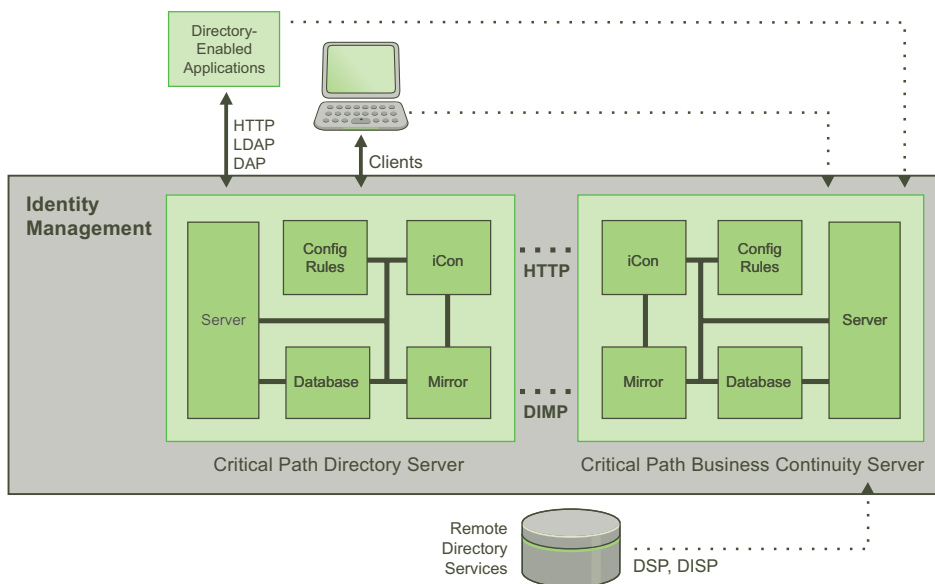 Directory-
Enabled
Applications
HTTP
LDAP
DAP
Clients
Identity
Management
Server
Config
Rules
iCon
Database
Mirror
HTTP
DIMP
iCon
Config
Rules
Server
Mirror
Database
Critical Path Directory Server
Critical Path Business Continuity Server
Remote
Directory
Services
DSP, DISP